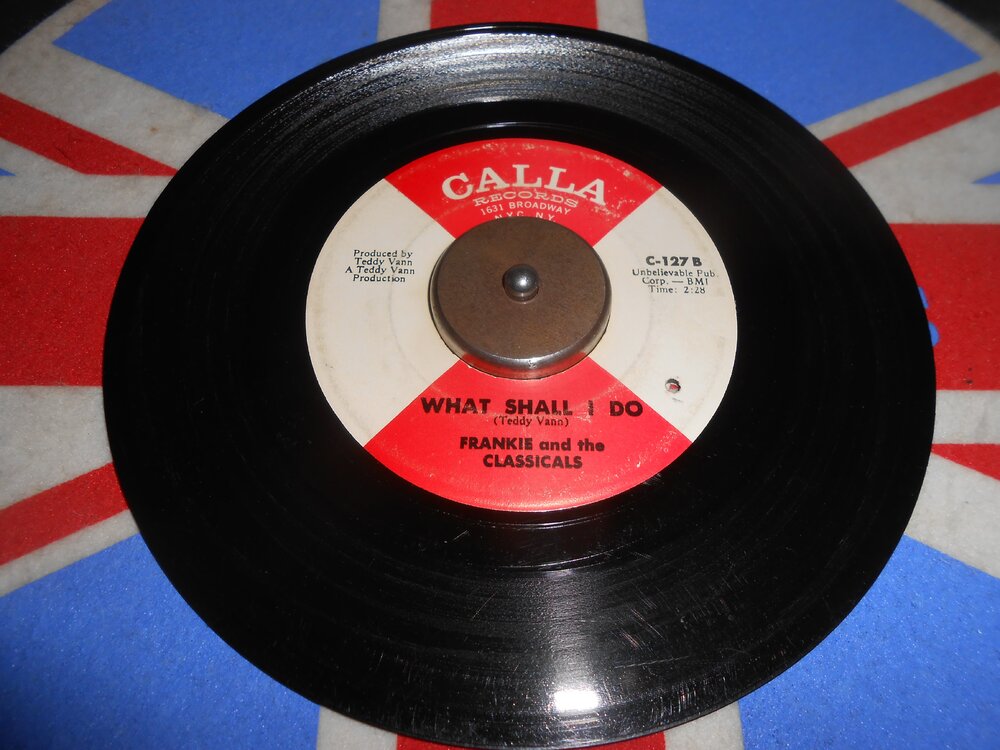 CALLA
RECORDS
1631 BROADWAY
N.Y.C. N.Y.
Produced by
Teddy Vann
A Teddy Vann
Production
C-127 B
Unbelievable Pub.
Corp. — BMI
Time: 2:28
WHAT SHALL I DO
(Teddy Vann)
FRANKIE and the
CLASSICALS